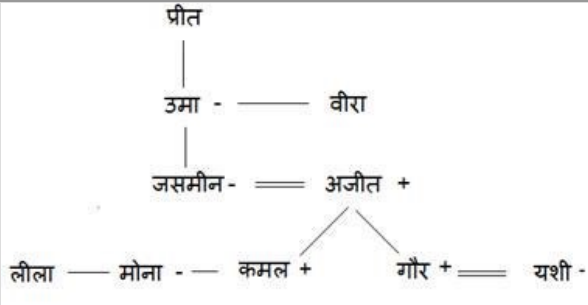 प्रीत
उमा - वीरा
जसमीन- अजीत +
लीला मोना - कमल + गौर + यशी -